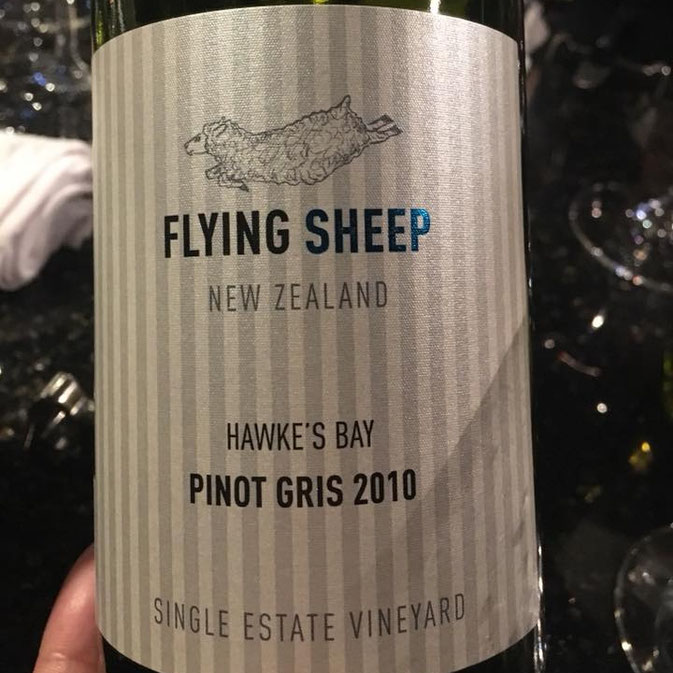 FLYING SHEEP
NEW ZEALAND
HAWKE'S BAY
PINOT GRIS 2010
SINGLE ESTATE VINEYARD